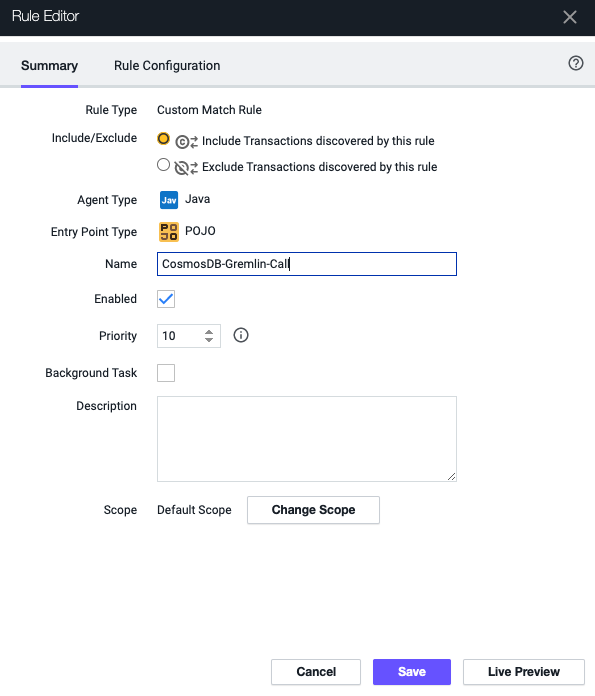 Rule Editor
Summary Rule Configuration
Rule Type Custom Match Rule
Include/Exclude Include Transactions discovered by this rule
Exclude Transactions discovered by this rule
Agent Type Jav Java
Entry Point Type POJO POJO
Name CosmosDB-Gremlin-Call
Enabled
Priority 10
Background Task
Description
Scope Default Scope Change Scope
Cancel Save Live Preview